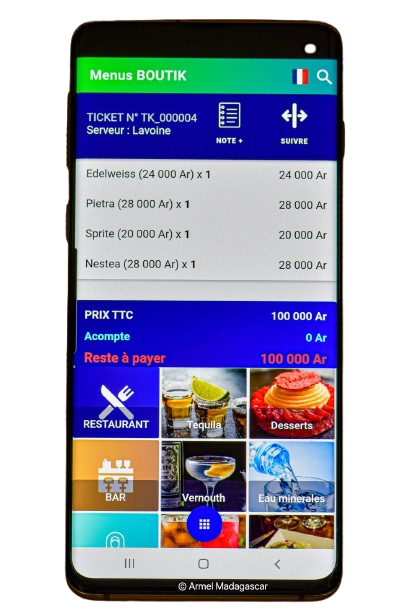 Menus BOUTIK
TICKET N° TK_000004
Serveur : Lavoine
NOTE +
SUIVRE
Edelweiss (24 000 Ar) x 1 24 000 Ar
Pietra (28 000 Ar) x 1 28 000 Ar
Sprite (20 000 Ar) x 1 20 000 Ar
Nestea (28 000 Ar) x 1 28 000 Ar
PRIX TTC 100 000 Ar
Acompte 0 Ar
Reste à payer 100 000 Ar
RESTAURANT
Tequila
Desserts
BAR
Vernouth
Eau minerales
© Armel Madagascar